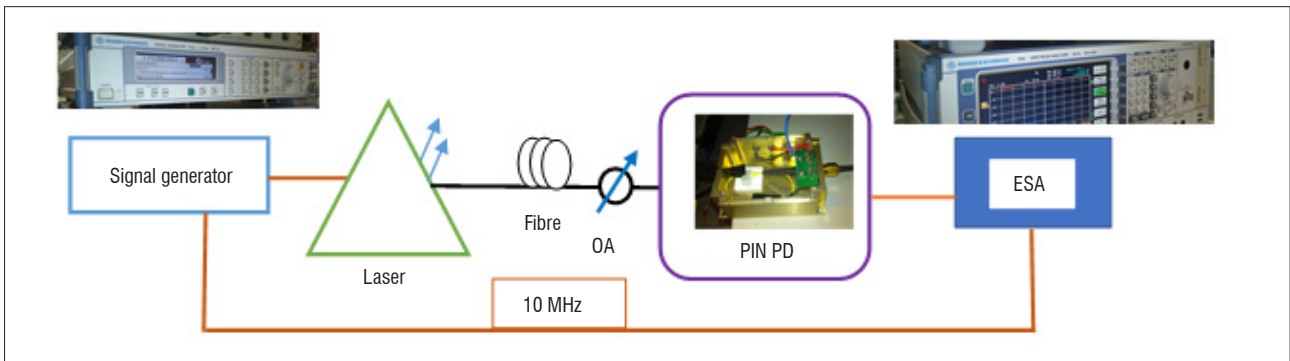 Signal generator
Laser
Fibre
OA
PIN PD
ESA
10 MHz